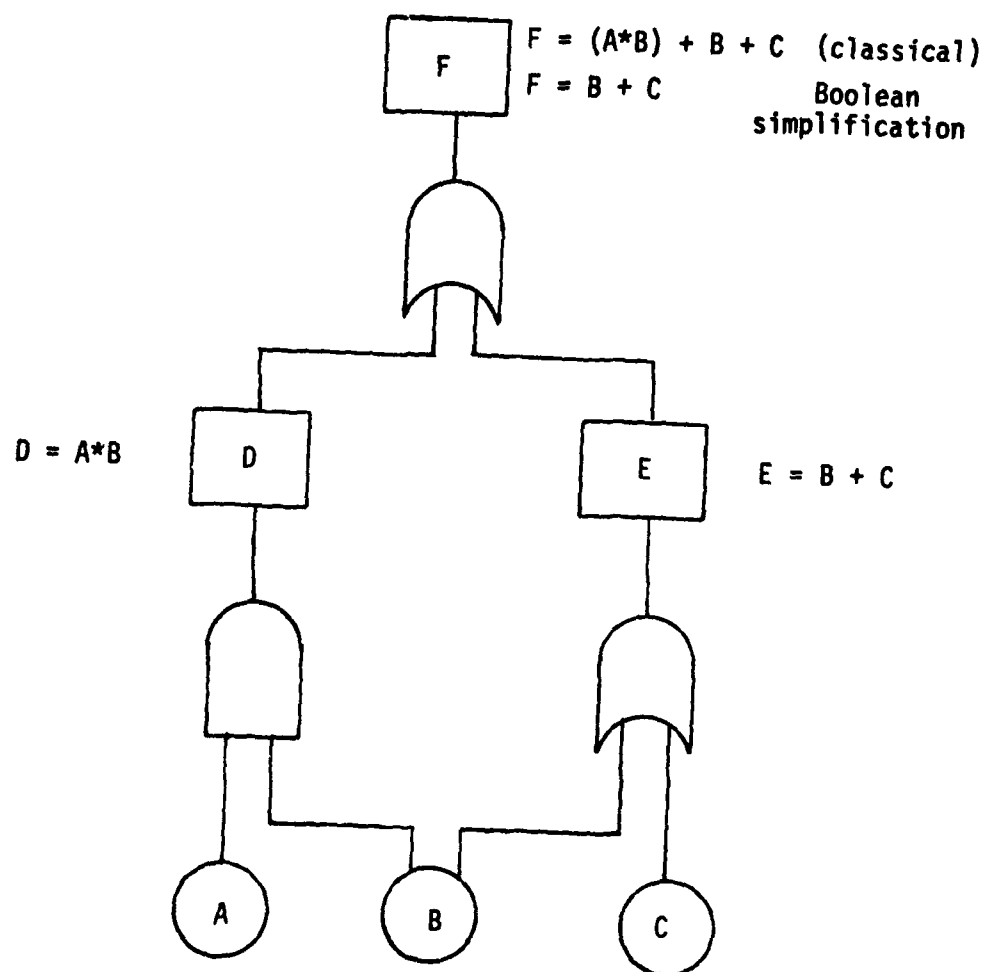 F
F = (A*B) + B + C (classical)
F = B + C Boolean
simplification
D = A*B
D
E
E = B + C
A
B
C